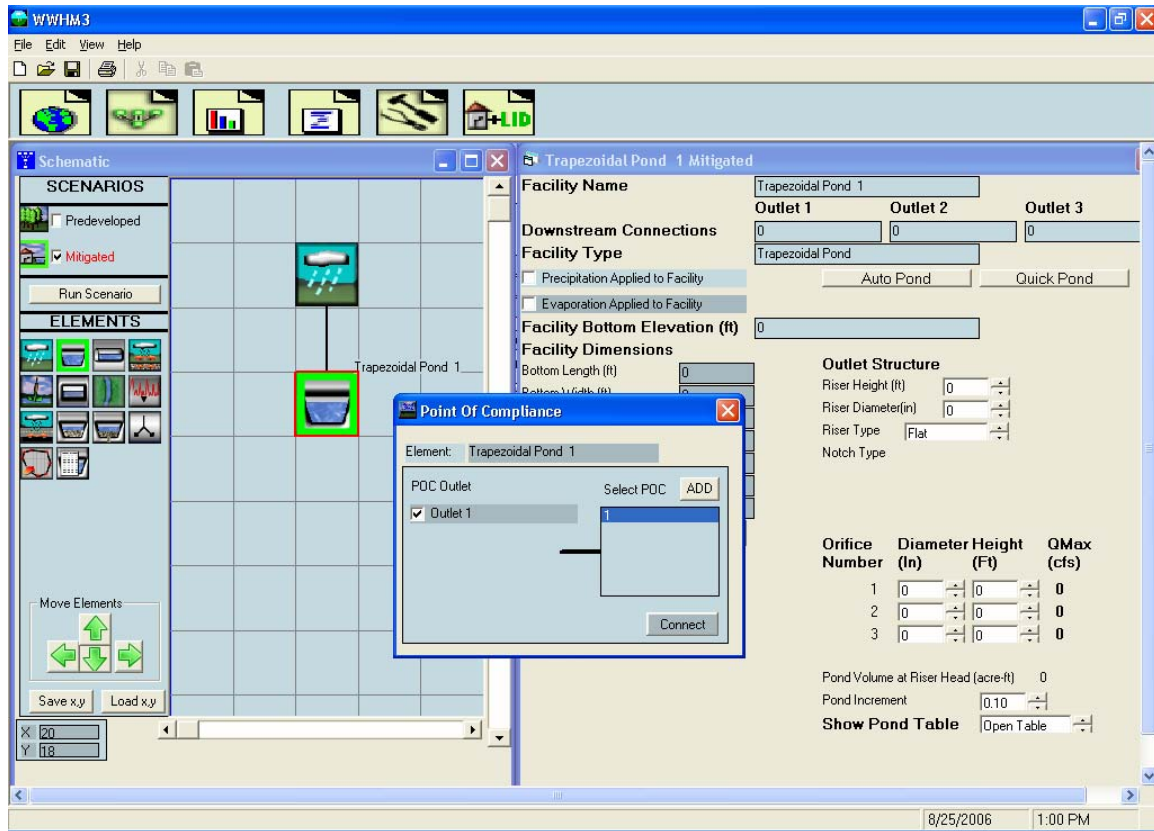 WWHM3
File Edit View Help
+LID
Schematic
SCENARIOS
Predeveloped
Mitigated
Run Scenario
ELEMENTS
Move Elements
Save x,y Load x,y
X 20
Y 18
Trapezoidal Pond 1
Trapezoidal Pond 1 Mitigated
Facility Name Trapezoidal Pond 1
Outlet 1 Outlet 2 Outlet 3
Downstream Connections 0 0 0
Facility Type Trapezoidal Pond
Precipitation Applied to Facility Auto Pond Quick Pond
Evaporation Applied to Facility
Facility Bottom Elevation (ft) 0
Facility Dimensions
Bottom Length (ft) 0
Bottom Width (ft) 0
Outlet Structure
Riser Height (ft) 0
Riser Diameter(in) 0
Riser Type Flat
Notch Type
Orifice Diameter Height QMax
Number (In) (Ft) (cfs)
1 0 0 0
2 0 0 0
3 0 0 0
Pond Volume at Riser Head (acre-ft) 0
Pond Increment 0.10
Show Pond Table Open Table
Point Of Compliance
Element: Trapezoidal Pond 1
POC Outlet Select POC ADD
Outlet 1 1
Connect
8/25/2006 1:00 PM